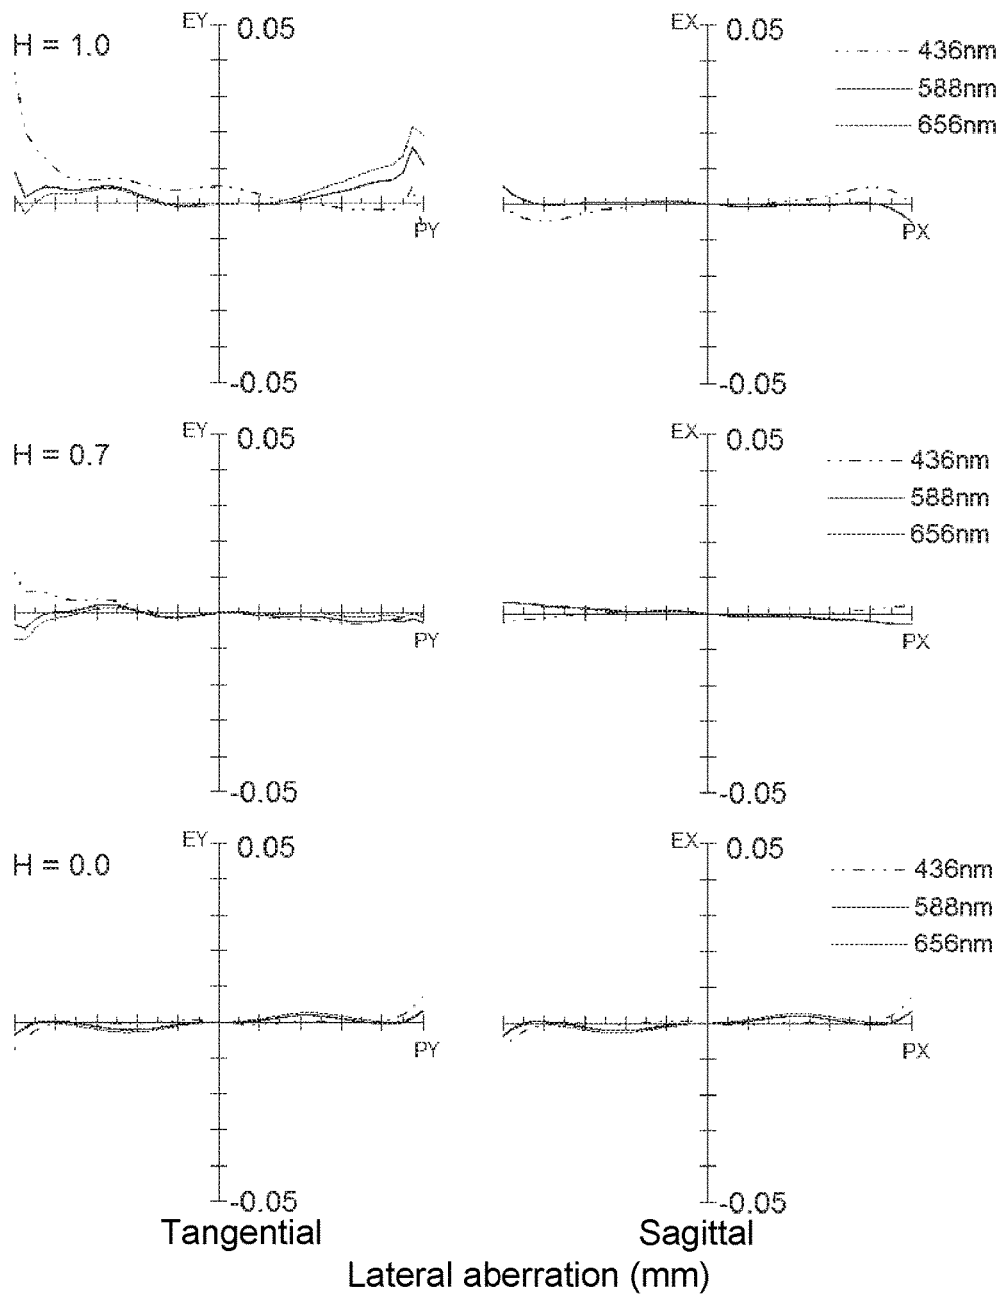 EY 0.05
H = 1.0
PY
-0.05
EX 0.05
436nm
588nm
656nm
PX
-0.05
EY 0.05
H = 0.7
PY
-0.05
EX 0.05
436nm
588nm
656nm
PX
-0.05
EY 0.05
H = 0.0
PY
-0.05
EX 0.05
436nm
588nm
656nm
PX
-0.05
Tangential
Sagittal
Lateral aberration (mm)